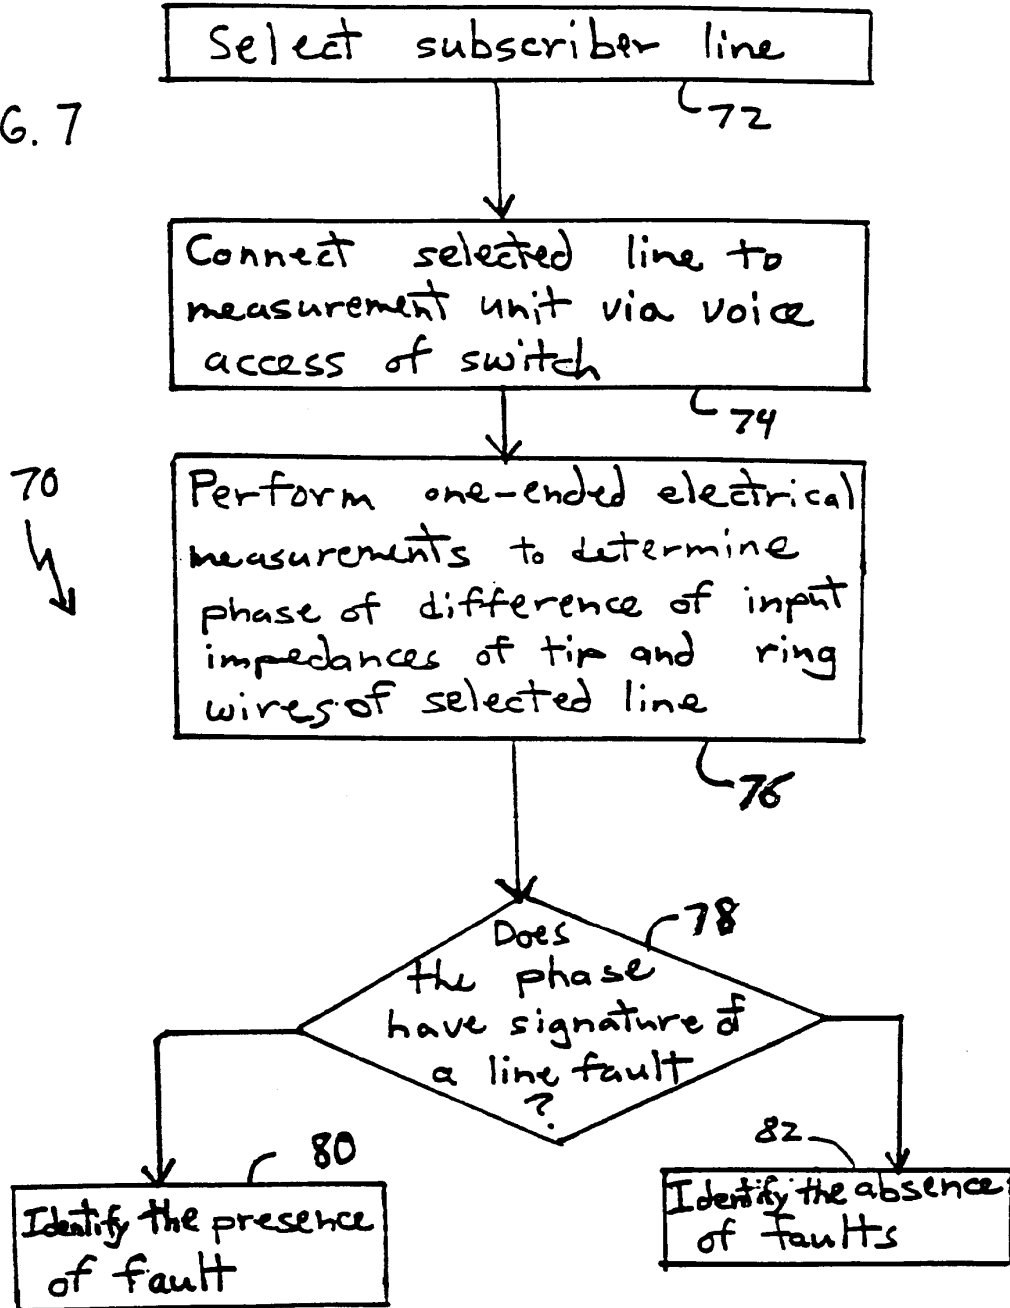 Select subscriber line
72
G. 7
Connect selected line to
measurement unit via voice
access of switch
74
70
Perform one-ended electrical
measurements to determine
phase of difference of input
impedances of tip and ring
wires of selected line
76
78
Does
the phase
have signature of
a line fault
?
80
Identify the presence
of fault
82
Identify the absence
of faults